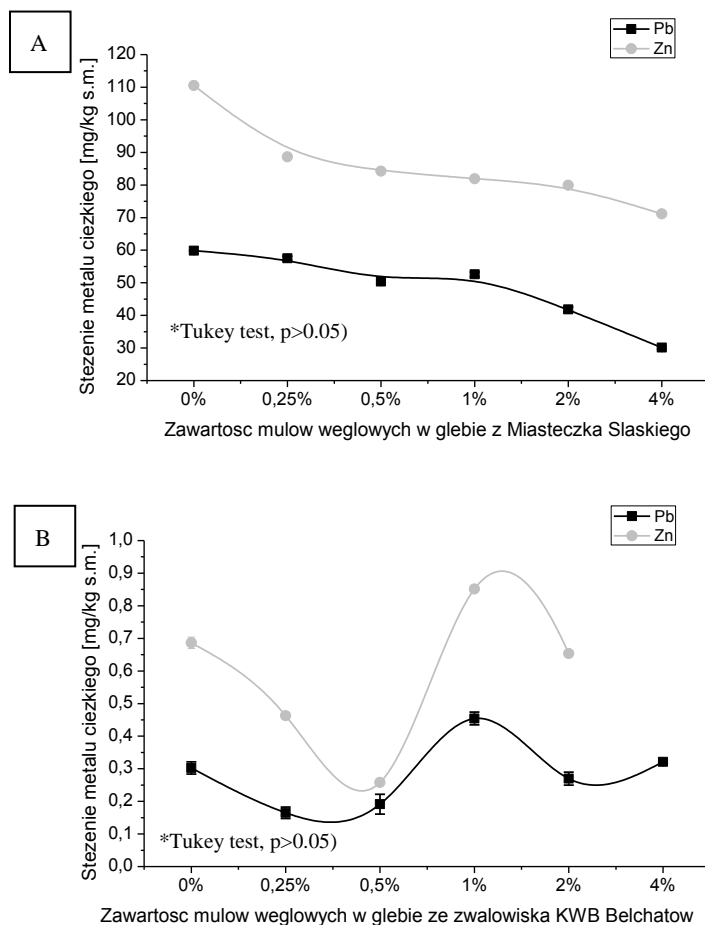 A
Pb
Zn
Stezenie metalu ciezkiego [mg/kg s.m.]
120
110
100
90
80
70
60
50
40
30
20
*Tukey test, p>0.05)
0%
0,25%
0,5%
1%
2%
4%
Zawartosc mulow weglowych w glebie z Miasteczka Slaskiego
B
Pb
Zn
Stezenie metalu ciezkiego [mg/kg s.m.]
1,0
0,9
0,8
0,7
0,6
0,5
0,4
0,3
0,2
0,1
0,0
*Tukey test, p>0.05)
0%
0,25%
0,5%
1%
2%
4%
Zawartosc mulow weglowych w glebie ze zwalowiska KWB Belchatow